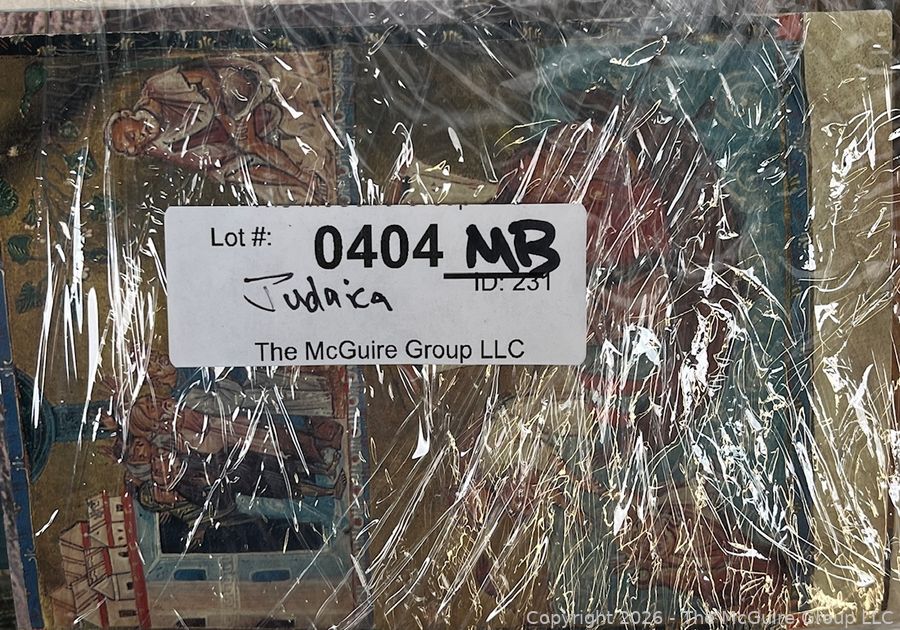 Lot #: 0404 MB
Judaica
ID: 231
The McGuire Group LLC
Copyright 2026 - The McGuire Group LLC